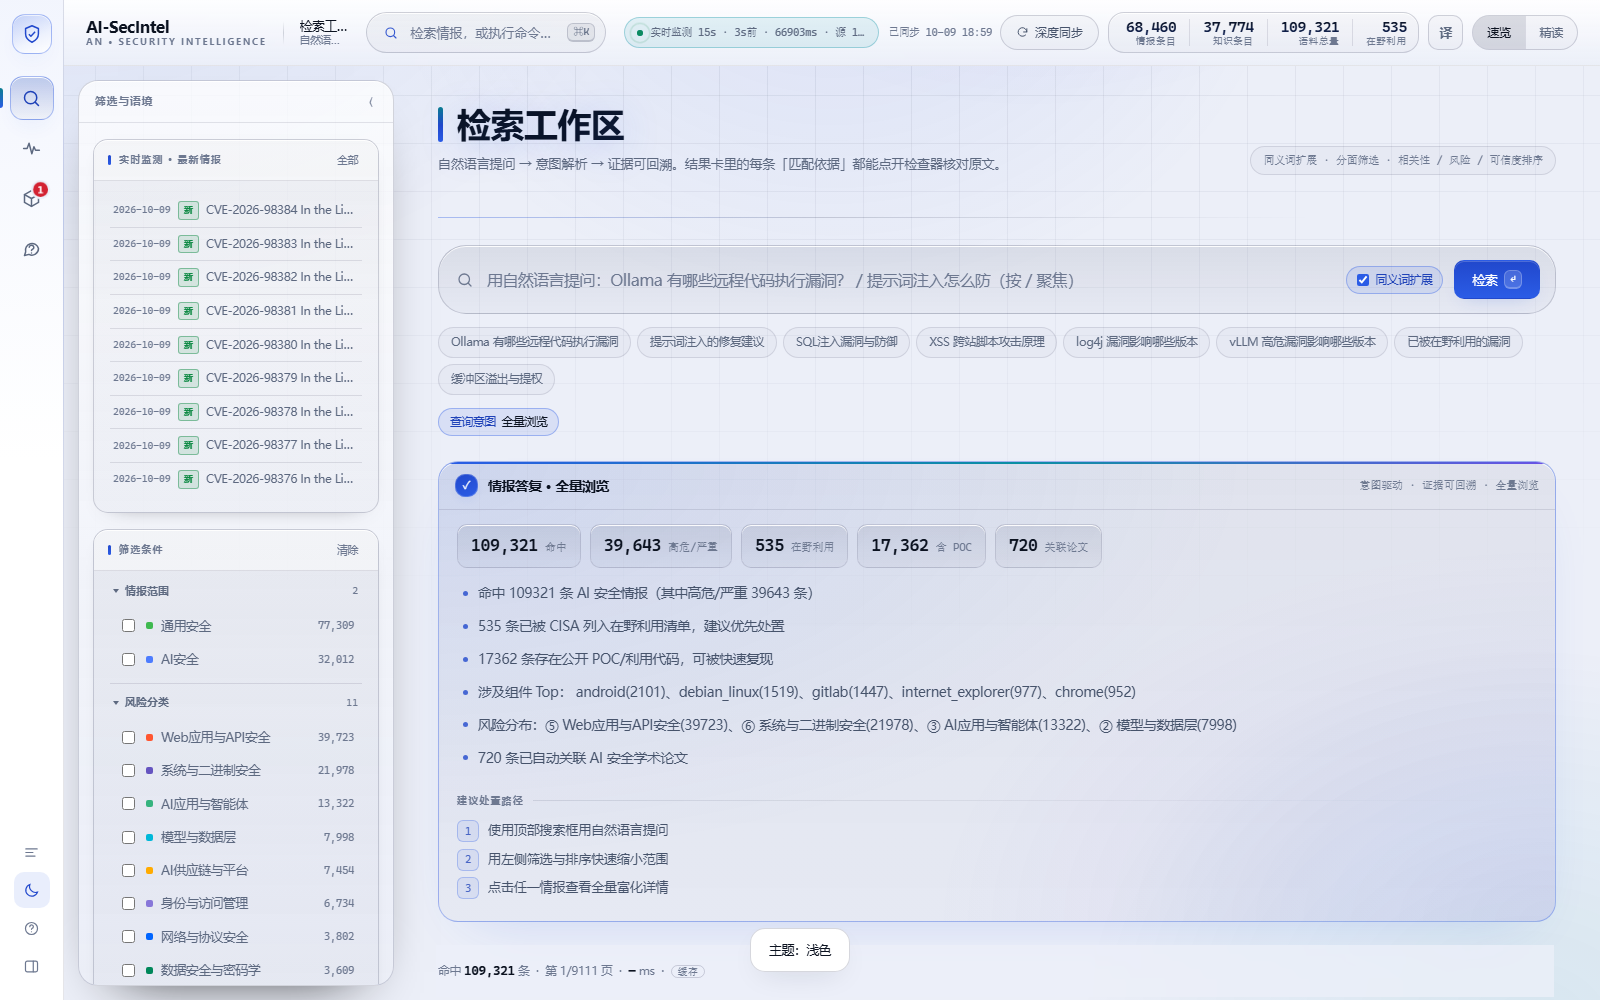 AI-SecIntel
AN • SECURITY INTELLIGENCE
检索工...
自然语...
检索情报，或执行命令... ⌘K
实时监测 15s · 3s前 · 66903ms · 源 1...
已同步 10-09 18:59
深度同步
68,460 情报条目
37,774 知识条目
109,321 语料总量
535 在野利用
译
速览 精读
1
筛选与语境
实时监测 • 最新情报 全部
2026-10-09 新 CVE-2026-98384 In the Li...
2026-10-09 新 CVE-2026-98383 In the Li...
2026-10-09 新 CVE-2026-98382 In the Li...
2026-10-09 新 CVE-2026-98381 In the Li...
2026-10-09 新 CVE-2026-98380 In the Li...
2026-10-09 新 CVE-2026-98379 In the Li...
2026-10-09 新 CVE-2026-98378 In the Li...
2026-10-09 新 CVE-2026-98377 In the Li...
2026-10-09 新 CVE-2026-98376 In the Li...
筛选条件 清除
情报范围 2
通用安全 77,309
AI安全 32,012
风险分类 11
Web应用与API安全 39,723
系统与二进制安全 21,978
AI应用与智能体 13,322
模型与数据层 7,998
AI供应链与平台 7,454
身份与访问管理 6,734
网络与协议安全 3,802
数据安全与密码学 3,609
检索工作区
自然语言提问 → 意图解析 → 证据可回溯。结果卡里的每条「匹配依据」都能点开检查器核对原文。
同义词扩展 · 分面筛选 · 相关性 / 风险 / 可信度排序
用自然语言提问：Ollama 有哪些远程代码执行漏洞？ / 提示词注入怎么防（按 / 聚焦）
同义词扩展
检索
Ollama 有哪些远程代码执行漏洞
提示词注入的修复建议
SQL注入漏洞与防御
XSS 跨站脚本攻击原理
log4j 漏洞影响哪些版本
vLLM 高危漏洞影响哪些版本
已被在野利用的漏洞
缓冲区溢出与提权
查询意图 全量浏览
情报答复 • 全量浏览
意图驱动 · 证据可回溯 · 全量浏览
109,321 命中
39,643 高危/严重
535 在野利用
17,362 含 POC
720 关联论文
命中 109321 条 AI 安全情报（其中高危/严重 39643 条）
535 条已被 CISA 列入在野利用清单，建议优先处置
17362 条存在公开 POC/利用代码，可被快速复现
涉及组件 Top： android(2101)、debian_linux(1519)、gitlab(1447)、internet_explorer(977)、chrome(952)
风险分布：⑤ Web应用与API安全(39723)、⑥ 系统与二进制安全(21978)、③ AI应用与智能体(13322)、② 模型与数据层(7998)
720 条已自动关联 AI 安全学术论文
建议处置路径
1 使用顶部搜索框用自然语言提问
2 用左侧筛选与排序快速缩小范围
3 点击任一情报查看全量富化详情
命中 109,321 条 · 第 1/9111 页 · – ms · 缓存
主题：浅色